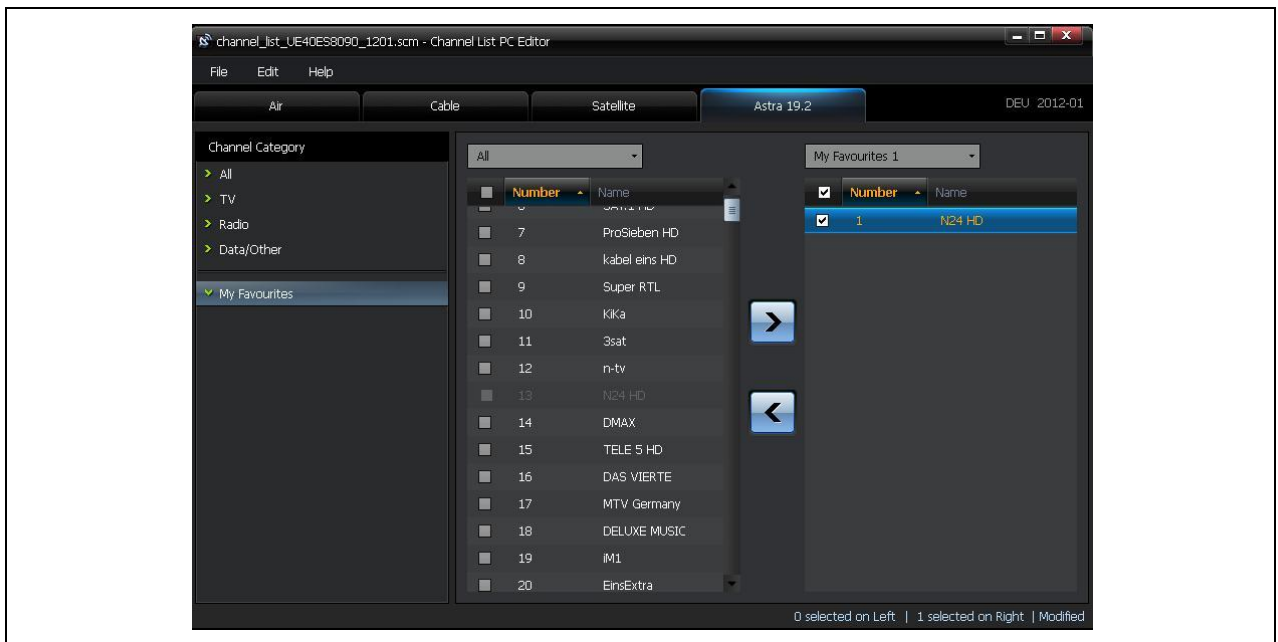 channel_list_UE40ES8090_1201.scm - Channel List PC Editor
File Edit Help
Air Cable Satellite Astra 19.2 DEU 2012-01
Channel Category
> All
> TV
> Radio
> Data/Other
My Favourites
All
Number Name
7 ProSieben HD
8 kabel eins HD
9 Super RTL
10 KiKa
11 3sat
12 n-tv
13 N24 HD
14 DMAX
15 TELE 5 HD
16 DAS VIERTE
17 MTV Germany
18 DELUXE MUSIC
19 iM1
20 EinsExtra
>
<
My Favourites 1
Number Name
1 N24 HD
0 selected on Left | 1 selected on Right | Modified